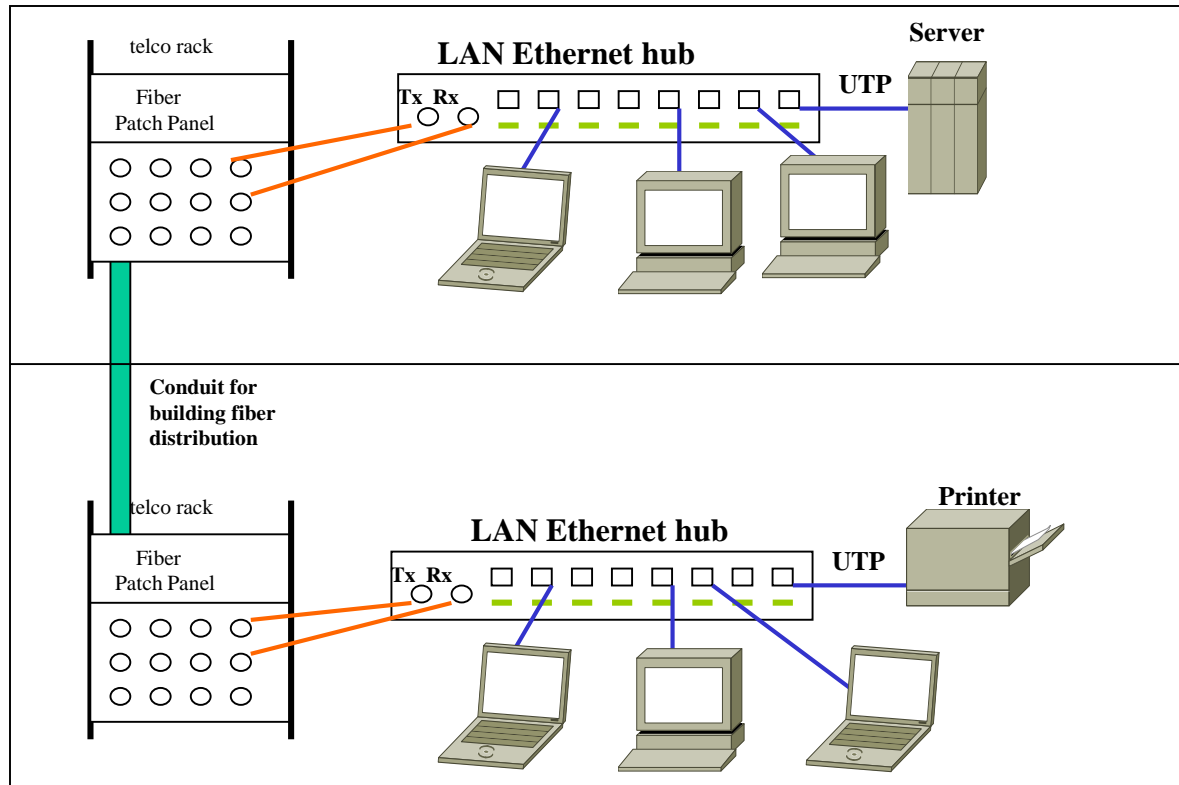 telco rack
Fiber
Patch Panel
LAN Ethernet hub
Tx Rx
UTP
Server
Conduit for
building fiber
distribution
telco rack
Fiber
Patch Panel
LAN Ethernet hub
Tx Rx
UTP
Printer